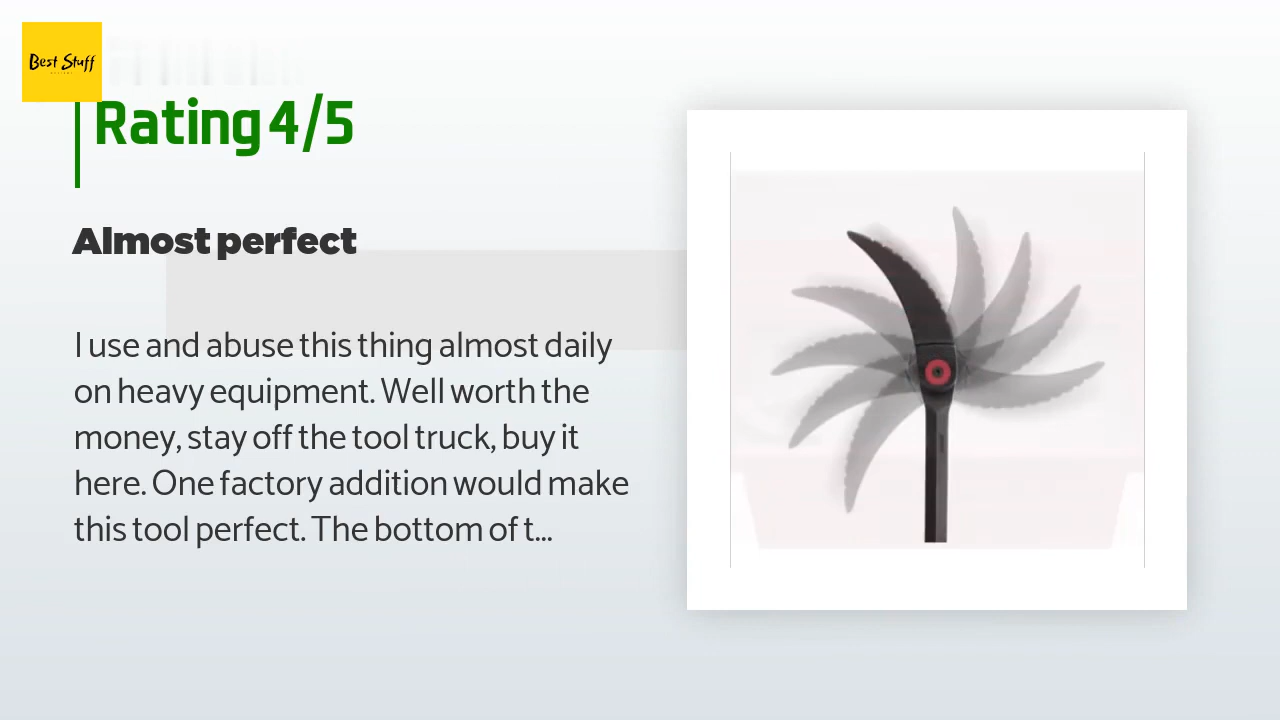 Best Stuff
Rating 4/5
Almost perfect
I use and abuse this thing almost daily
on heavy equipment. Well worth the
money, stay off the tool truck, buy it
here. One factory addition would make
this tool perfect. The bottom of t...